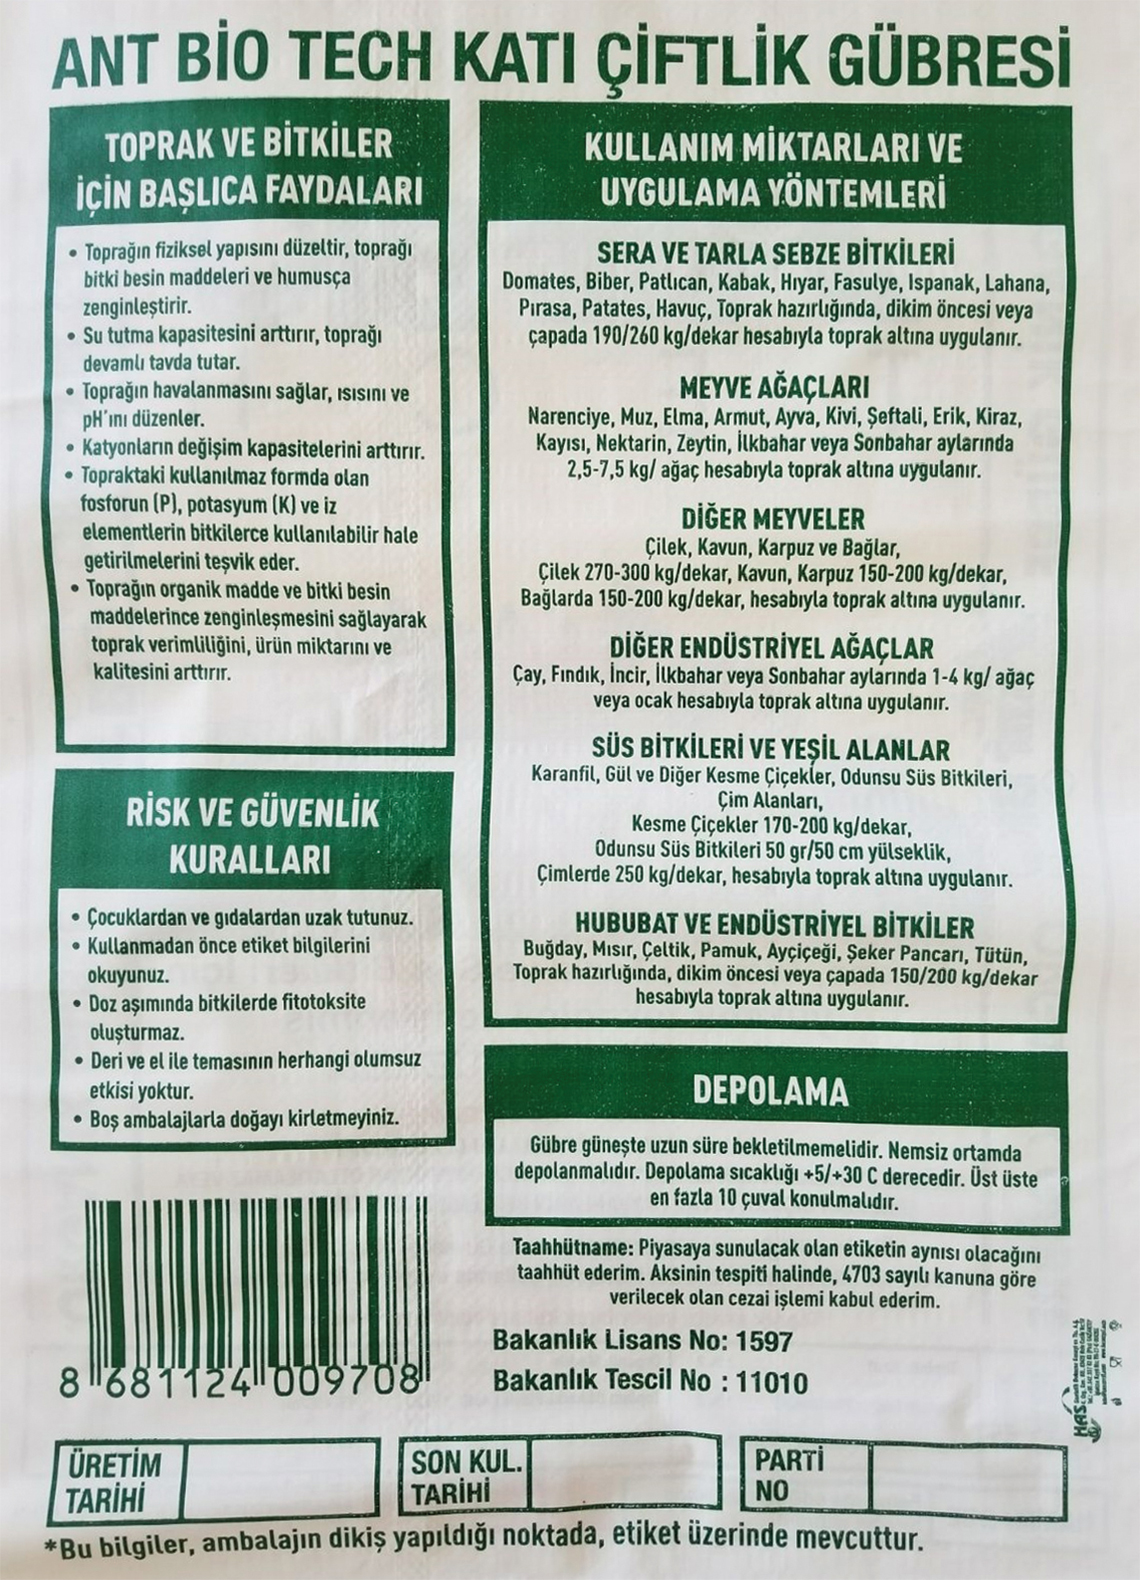 ANT BİO TECH KATI ÇİFTLİK GÜBRESİ
TOPRAK VE BİTKİLER
İÇİN BAŞLICA FAYDALARI
• Toprağın fiziksel yapısını düzeltir, toprağı
bitki besin maddeleri ve humusça
zenginleştirir.
• Su tutma kapasitesini arttırır, toprağı
devamlı tavda tutar.
• Toprağın havalanmasını sağlar, ısısını ve
pH'ını düzenler.
• Katyonların değişim kapasitelerini arttırır.
• Topraktaki kullanılmaz formda olan
fosforun (P), potasyum (K) ve iz
elementlerin bitkilerce kullanılabilir hale
getirilmelerini teşvik eder.
• Toprağın organik madde ve bitki besin
maddelerince zenginleşmesini sağlayarak
toprak verimliliğini, ürün miktarını ve
kalitesini arttırır.
RİSK VE GÜVENLİK
KURALLARI
• Çocuklardan ve gıdalardan uzak tutunuz.
• Kullanmadan önce etiket bilgilerini
okuyunuz.
• Doz aşımında bitkilerde fitotoksite
oluşturmaz.
• Deri ve el ile temasının herhangi olumsuz
etkisi yoktur.
• Boş ambalajlarla doğayı kirletmeyiniz.
8 681124 009708
KULLANIM MİKTARLARI VE
UYGULAMA YÖNTEMLERİ
SERA VE TARLA SEBZE BİTKİLERİ
Domates, Biber, Patlıcan, Kabak, Hıyar, Fasulye, Ispanak, Lahana,
Pırasa, Patates, Havuç, Toprak hazırlığında, dikim öncesi veya
çapada 190/260 kg/dekar hesabıyla toprak altına uygulanır.
MEYVE AĞAÇLARI
Narenciye, Muz, Elma, Armut, Ayva, Kivi, Şeftali, Erik, Kiraz,
Kayısı, Nektarin, Zeytin, İlkbahar veya Sonbahar aylarında
2,5-7,5 kg/ ağaç hesabıyla toprak altına uygulanır.
DİĞER MEYVELER
Çilek, Kavun, Karpuz ve Bağlar,
Çilek 270-300 kg/dekar, Kavun, Karpuz 150-200 kg/dekar,
Bağlarda 150-200 kg/dekar, hesabıyla toprak altına uygulanır.
DİĞER ENDÜSTRİYEL AĞAÇLAR
Çay, Fındık, İncir, İlkbahar veya Sonbahar aylarında 1-4 kg/ ağaç
veya ocak hesabıyla toprak altına uygulanır.
SÜS BİTKİLERİ VE YEŞİL ALANLAR
Karanfil, Gül ve Diğer Kesme Çiçekler, Odunsu Süs Bitkileri,
Çim Alanları,
Kesme Çiçekler 170-200 kg/dekar,
Odunsu Süs Bitkileri 50 gr/50 cm yülseklik,
Çimlerde 250 kg/dekar, hesabıyla toprak altına uygulanır.
HUBUBAT VE ENDÜSTRİYEL BİTKİLER
Buğday, Mısır, Çeltik, Pamuk, Ayçiçeği, Şeker Pancarı, Tütün,
Toprak hazırlığında, dikim öncesi veya çapada 150/200 kg/dekar
hesabıyla toprak altına uygulanır.
DEPOLAMA
Gübre güneşte uzun süre bekletilmemelidir. Nemsiz ortamda
depolanmalıdır. Depolama sıcaklığı +5/+30 C derecedir. Üst üste
en fazla 10 çuval konulmalıdır.
Taahhütname: Piyasaya sunulacak olan etiketin aynısı olacağını
taahhüt ederim. Aksinin tespiti halinde, 4703 sayılı kanuna göre
verilecek olan cezai işlemi kabul ederim.
Bakanlık Lisans No: 1597
Bakanlık Tescil No : 11010
HAS
ÜRETİM
TARİHİ
SON KUL.
TARİHİ
PARTİ
NO
*Bu bilgiler, ambalajın dikiş yapıldığı noktada, etiket üzerinde mevcuttur.